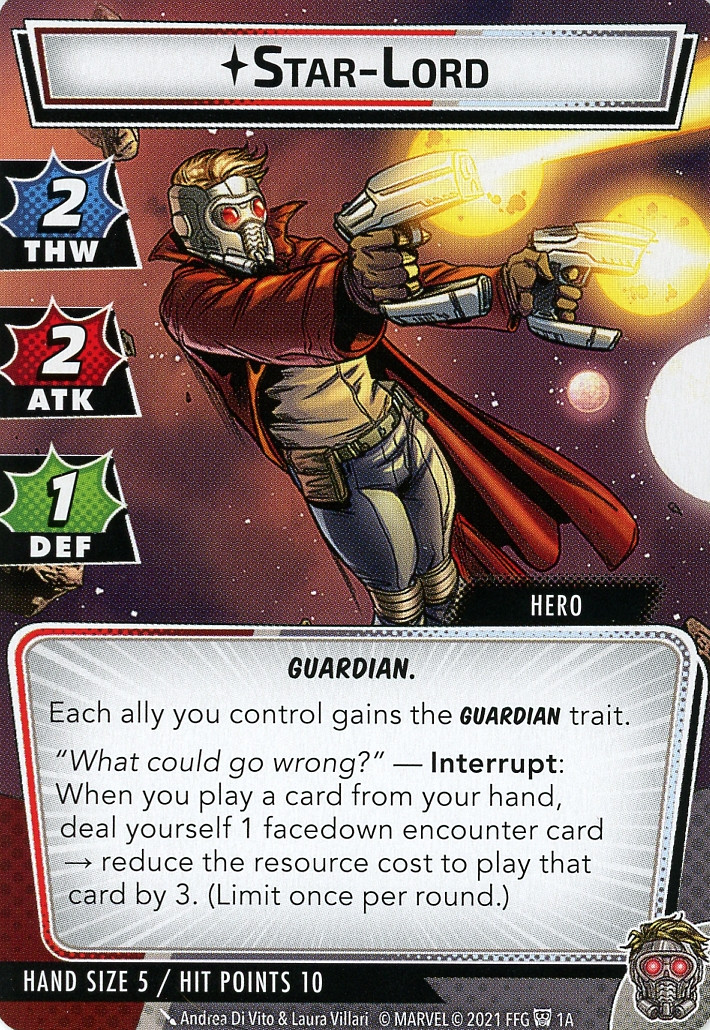 STAR-LORD
2
THW
2
ATK
1
DEF
HERO
GUARDIAN.
Each ally you control gains the GUARDIAN trait.
“What could go wrong?” — Interrupt:
When you play a card from your hand,
deal yourself 1 facedown encounter card
→ reduce the resource cost to play that
card by 3. (Limit once per round.)
HAND SIZE 5 / HIT POINTS 10
Andrea Di Vito & Laura Villari © MARVEL © 2021 FFG 1A